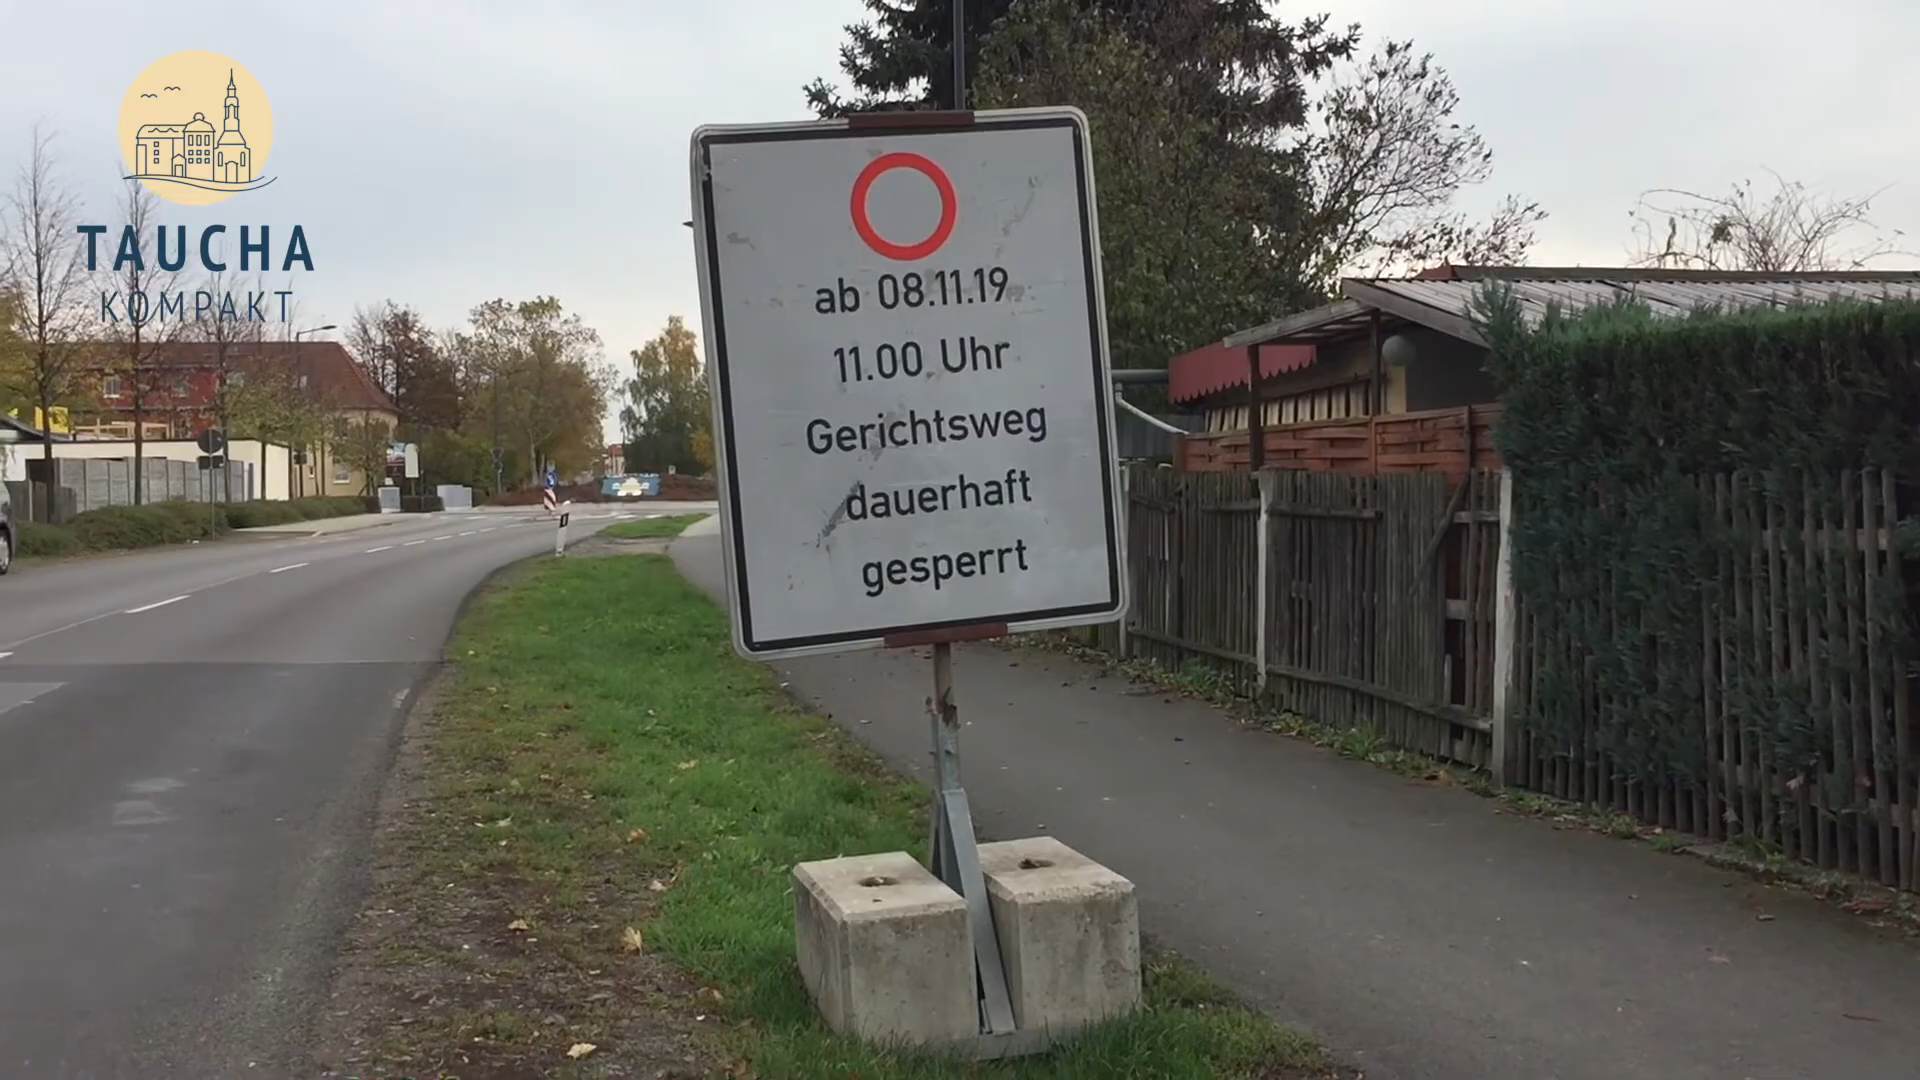 TAUCHA
KOMPAKT
ab 08.11.19
11.00 Uhr
Gerichtsweg
dauerhaft
gesperrt